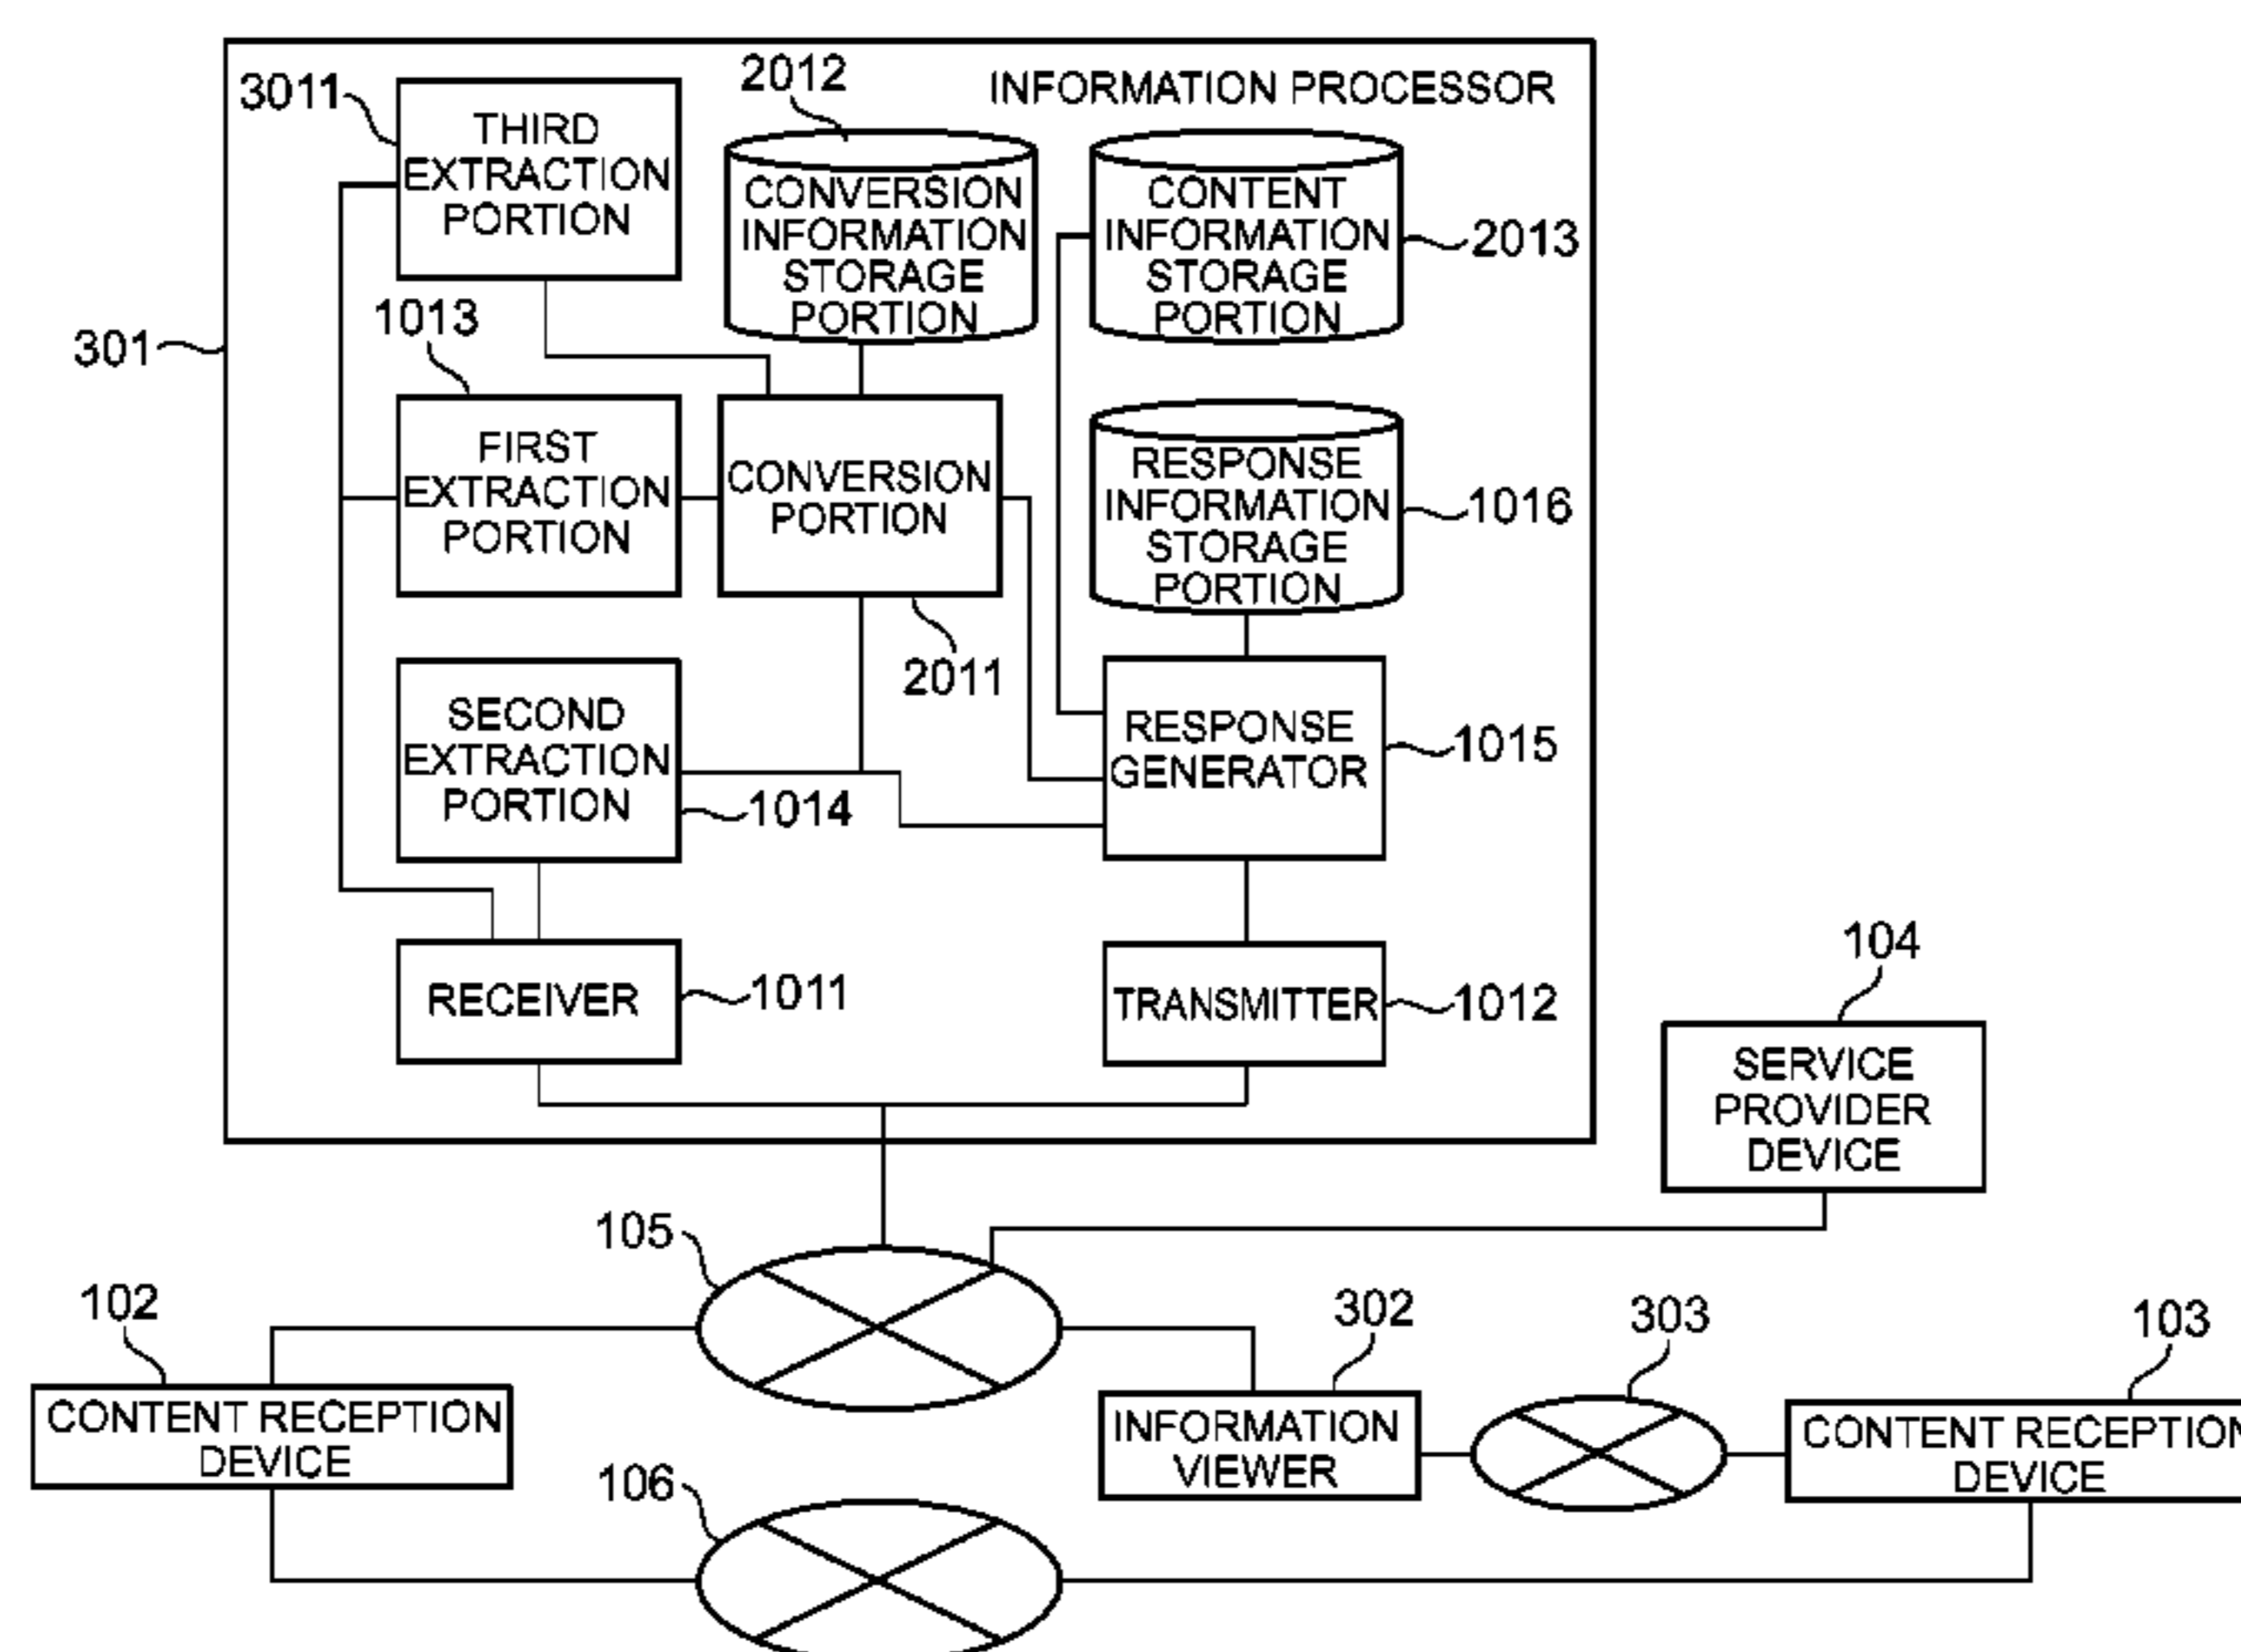 INFORMATION PROCESSOR
2012
3011
THIRD
EXTRACTION
PORTION
CONVERSION
INFORMATION
STORAGE
PORTION
CONTENT
INFORMATION
STORAGE
PORTION
2013
301
1013
FIRST
EXTRACTION
PORTION
CONVERSION
PORTION
2011
RESPONSE
INFORMATION
STORAGE
PORTION
1016
SECOND
EXTRACTION
PORTION
1014
RESPONSE
GENERATOR
1015
RECEIVER
1011
TRANSMITTER
1012
104
SERVICE
PROVIDER
DEVICE
105
102
CONTENT RECEPTION
DEVICE
106
302
INFORMATION
VIEWER
303
103
CONTENT RECEPTION
DEVICE